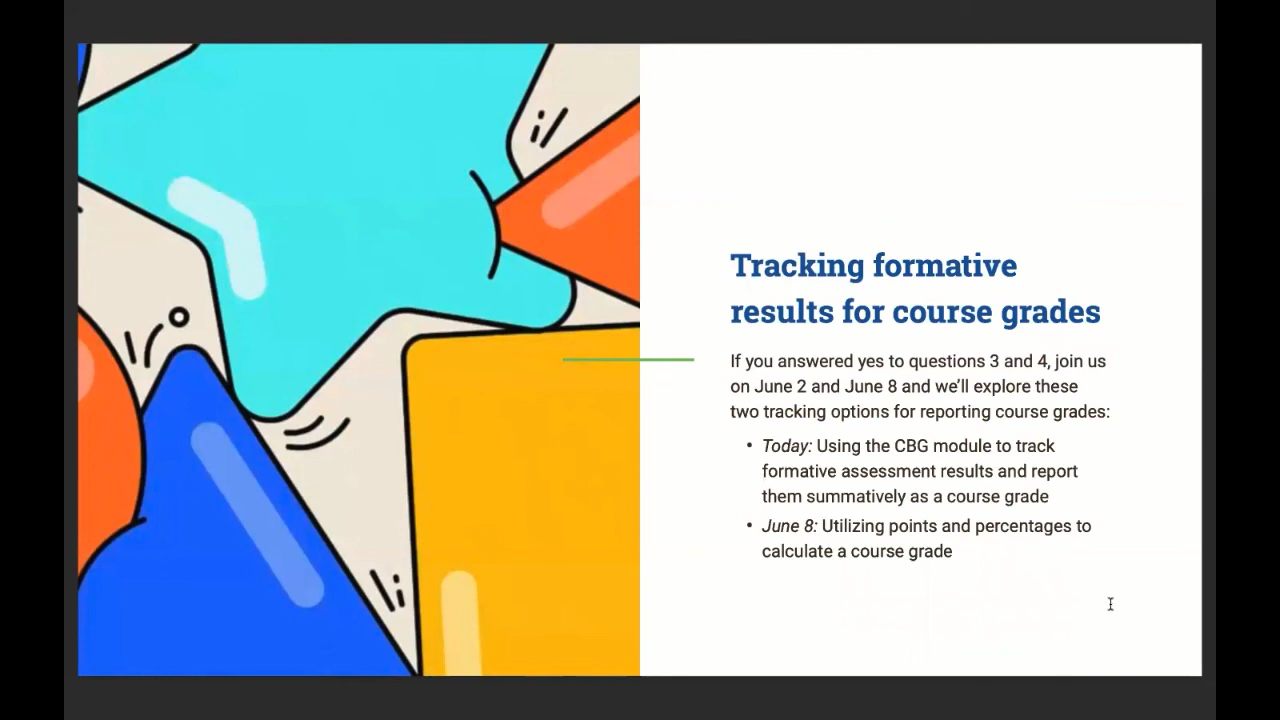 Tracking formative
results for course grades
If you answered yes to questions 3 and 4, join us
on June 2 and June 8 and we’ll explore these
two tracking options for reporting course grades:
• Today: Using the CBG module to track
formative assessment results and report
them summatively as a course grade
• June 8: Utilizing points and percentages to
calculate a course grade